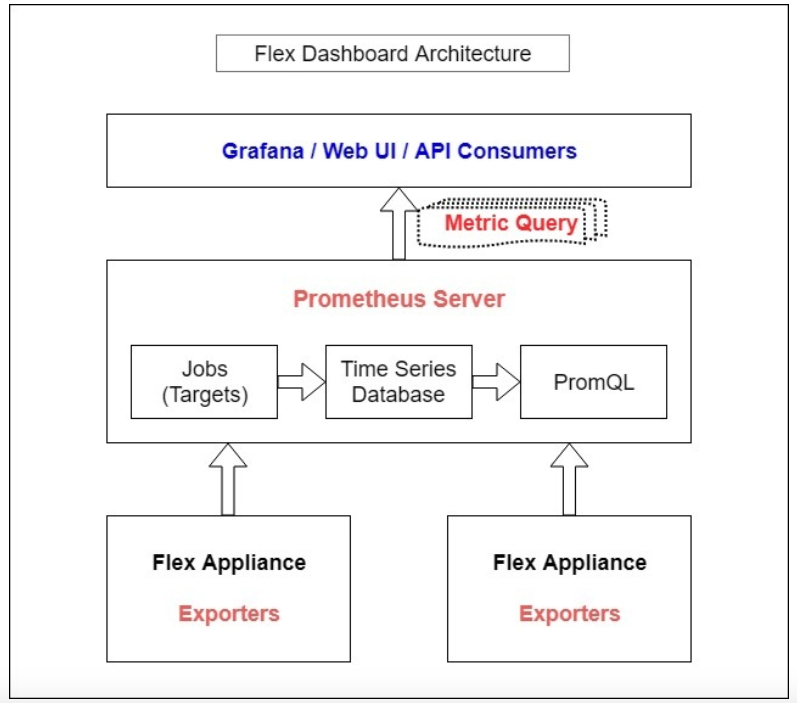 Flex Dashboard Architecture
Grafana / Web UI / API Consumers
Metric Query
Prometheus Server
Jobs
(Targets)
Time Series
Database
PromQL
Flex Appliance
Exporters
Flex Appliance
Exporters